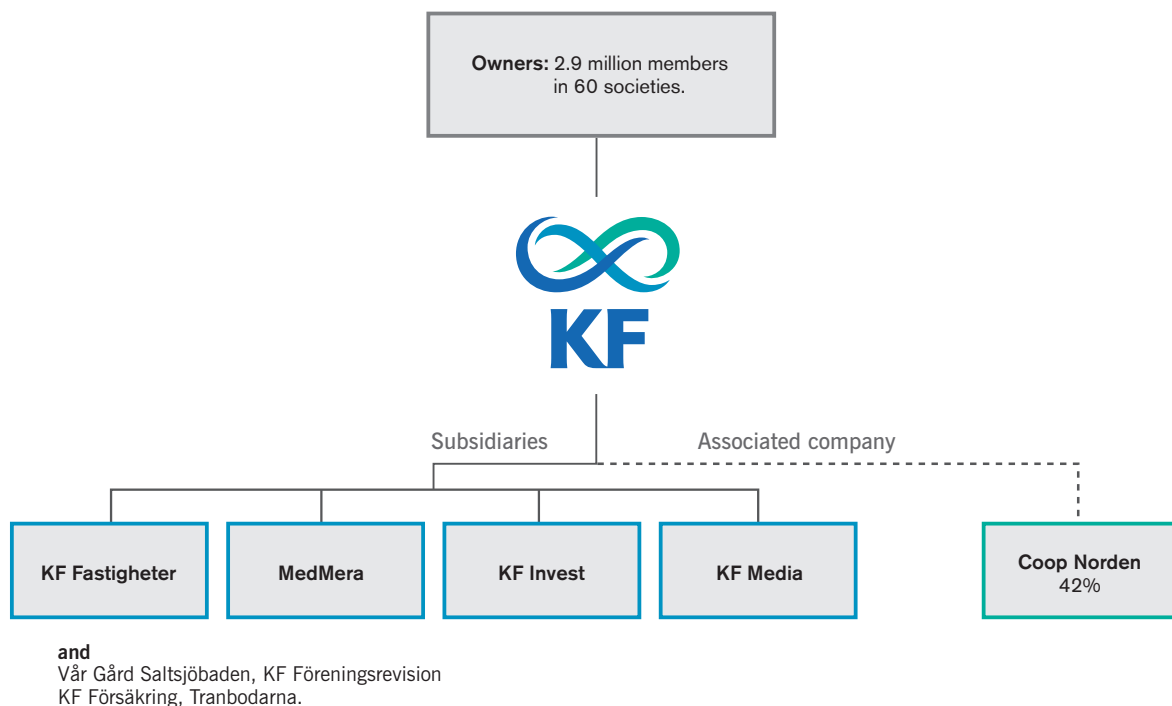 Owners: 2.9 million members
in 60 societies.
KF
Subsidiaries
Associated company
KF Fastigheter
MedMera
KF Invest
KF Media
Coop Norden
42%
and
Vår Gård Saltsjöbaden, KF Föreningsrevision
KF Försäkring, Tranbodarna.